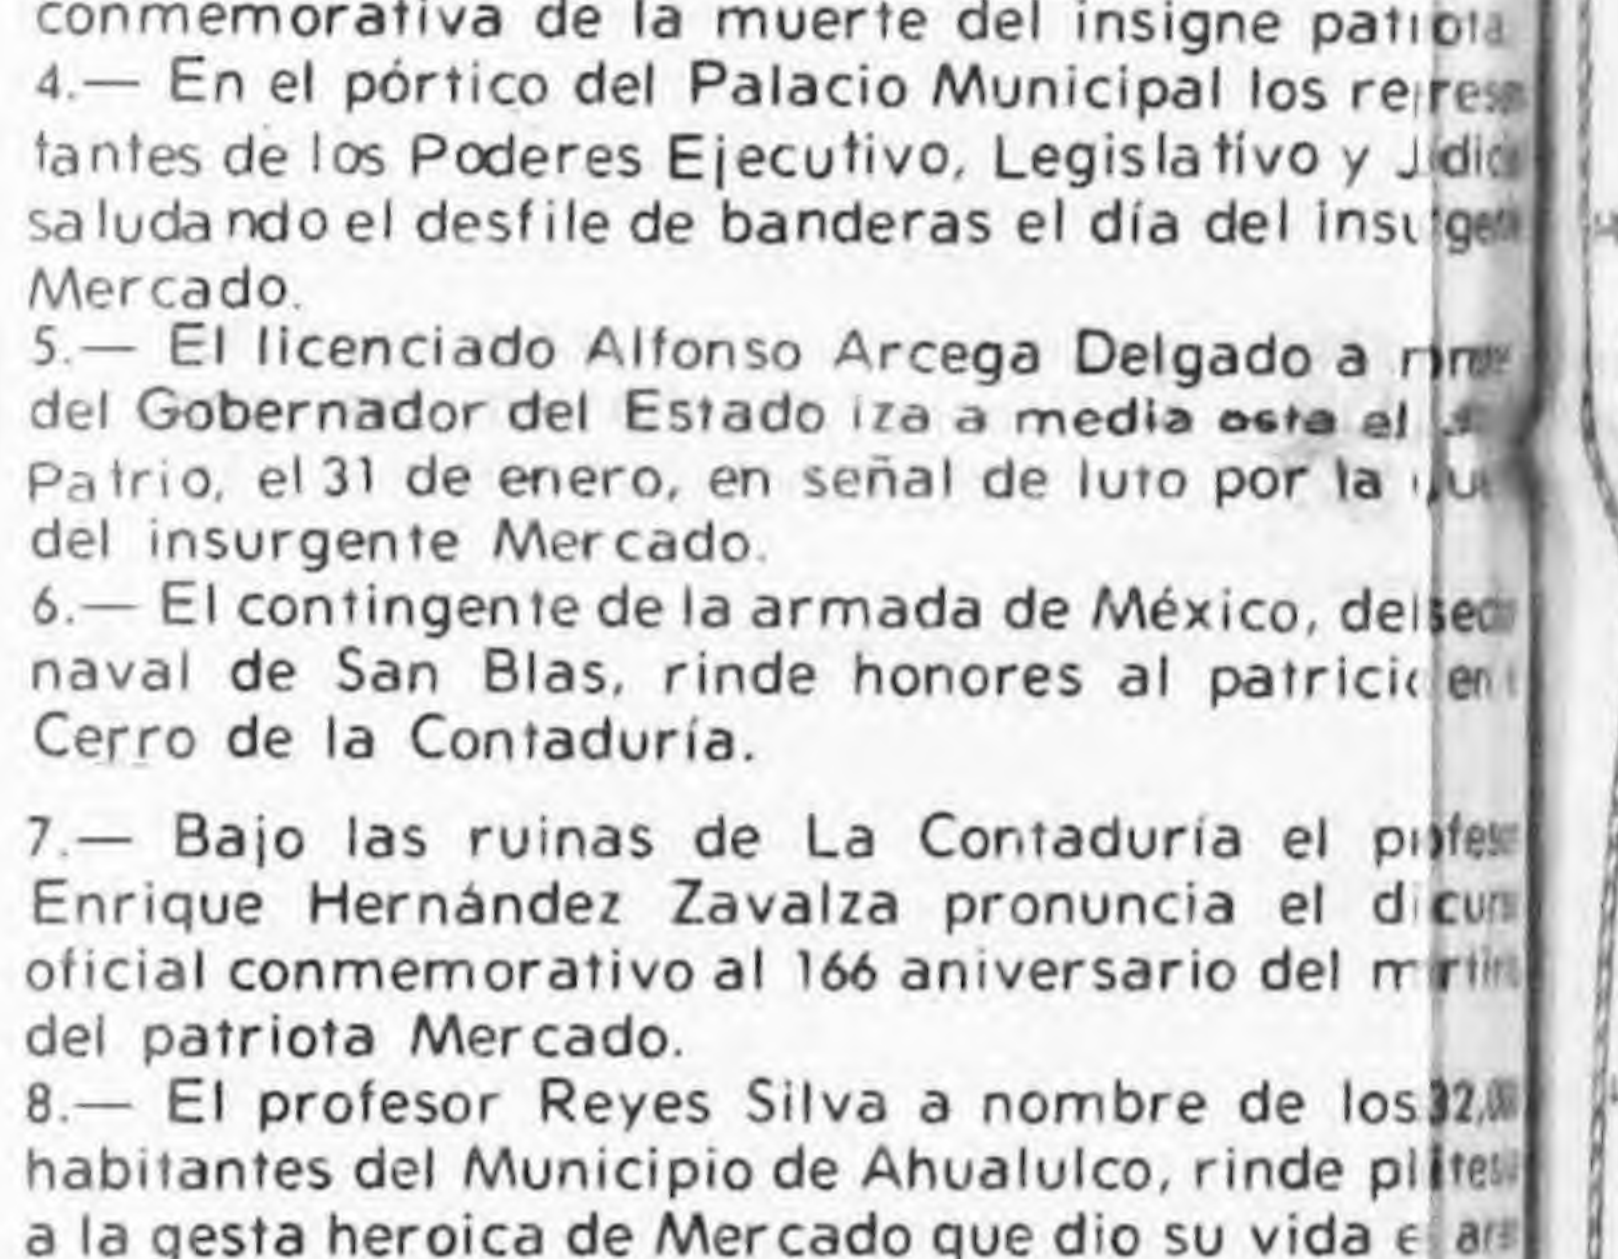 conmemorativa de la muerte del insigne patriota
4.— En el pórtico del Palacio Municipal los
tantes de los Poderes Ejecutivo, Legislatívo y
saludando el desfile de banderas el día del
Mercado.
5.— El licenciado Alfonso Arcega Delgado a
del Gobernador del Estado iza a media asta el
Patrio, el 31 de enero, en señal de luto por la
del insurgente Mercado.
6.— El contingente de la armada de México, del
naval de San Blas, rinde honores al en
Cerro de la Contaduría.
7.— Bajo las ruinas de La Contaduría el
Enrique Hernández Zavalza pronuncia el
oficial conmemorativo al 166 aniversario del
del patriota Mercado.
8.— El profesor Reyes Silva a nombre de los
habitantes del Municipio de Ahualulco, rinde
a la gesta heroica de Mercado que dio su vida